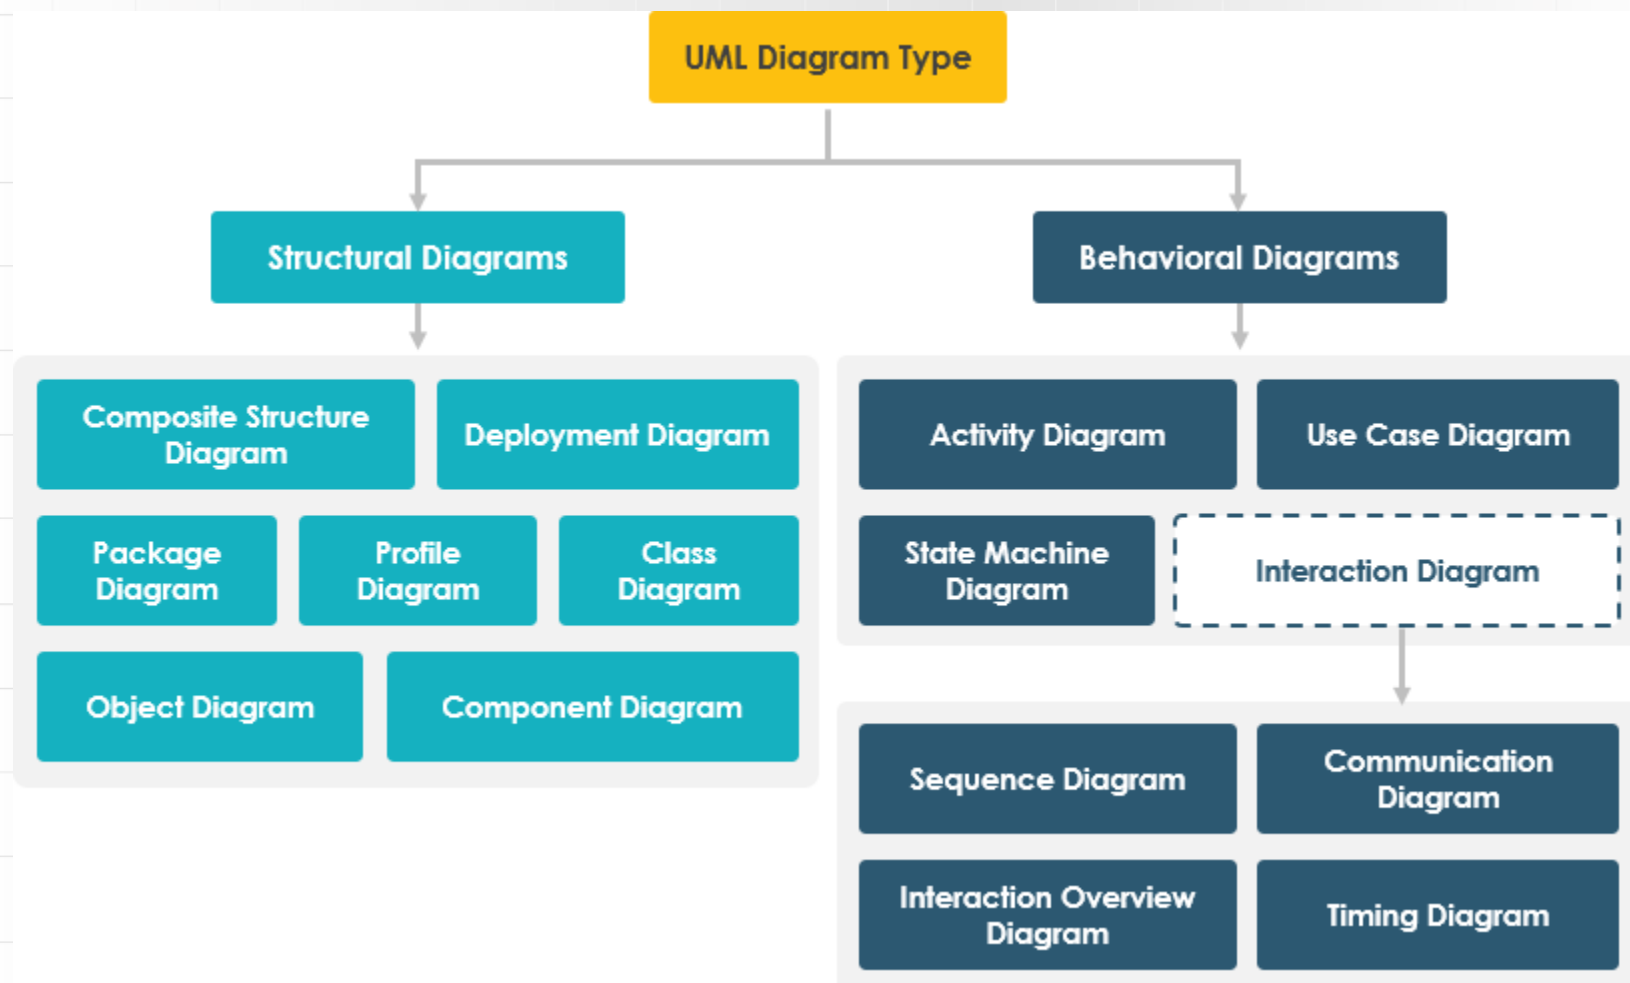 UML Diagram Type
Structural Diagrams
Behavioral Diagrams
Composite Structure
Diagram
Deployment Diagram
Package
Diagram
Profile
Diagram
Class
Diagram
Object Diagram
Component Diagram
Activity Diagram
Use Case Diagram
State Machine
Diagram
Interaction Diagram
Sequence Diagram
Communication
Diagram
Interaction Overview
Diagram
Timing Diagram